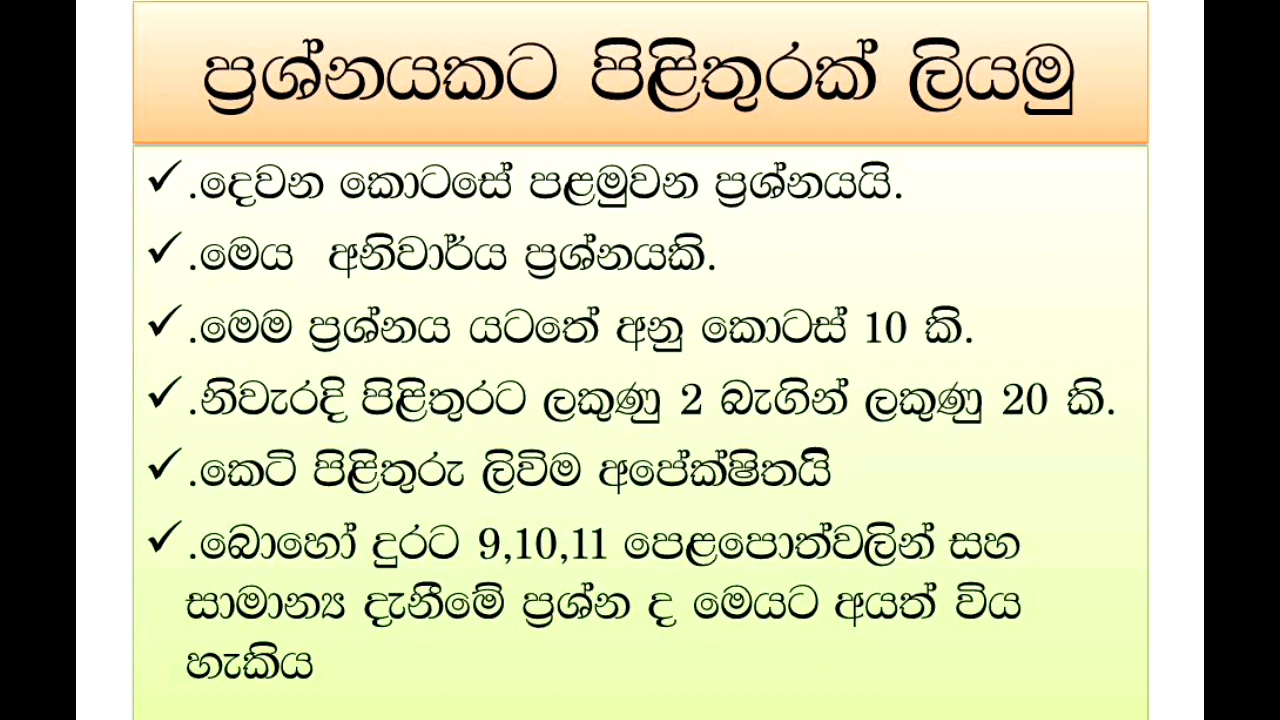 ප්‍රශ්නයකට පිළිතුරක් ලියමු
✓.දෙවන කොටසේ පළමුවන ප්‍රශ්නයයි.
✓.මෙය අනිවාර්ය ප්‍රශ්නයකි.
✓.මෙම ප්‍රශ්නය යටතේ අනු කොටස් 10 කි.
✓.නිවැරදි පිළිතුරට ලකුණු 2 බැගින් ලකුණු 20 කි.
✓.කෙටි පිළිතුරු ලිවිම අපේක්ෂිතයි
✓.බොහෝ දුරට 9,10,11 පෙළපොත්වලින් සහ
සාමාන්‍ය දැනීමේ ප්‍රශ්න ද මෙයට අයත් විය
හැකිය